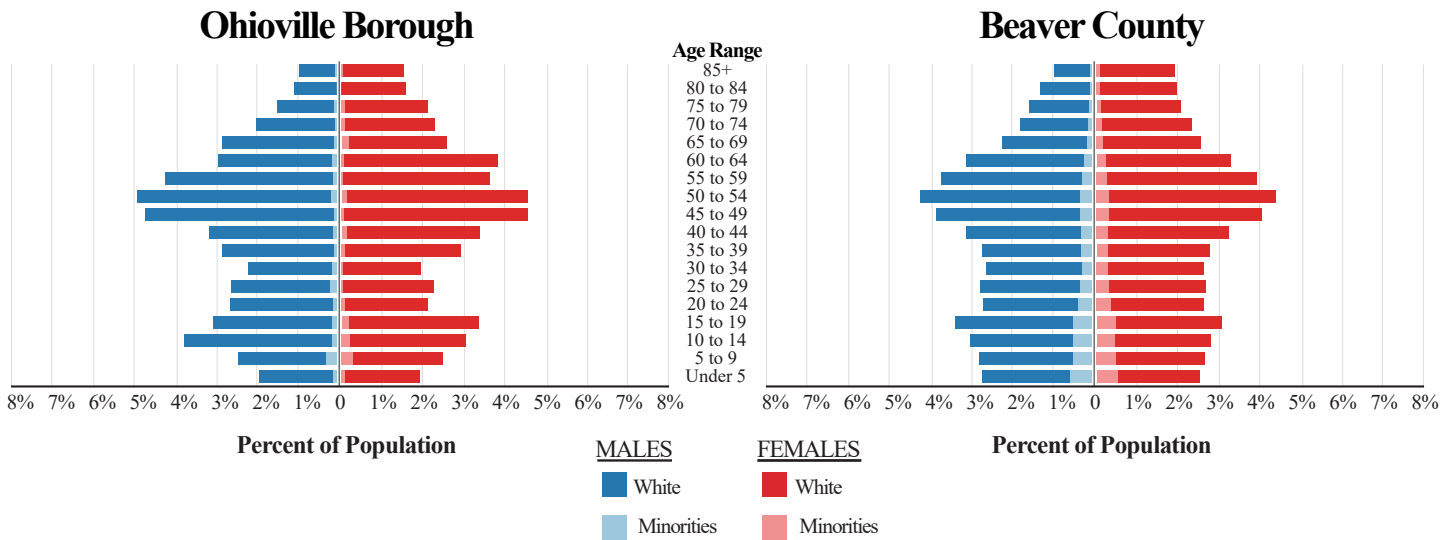 Ohioville Borough
Beaver County
Age Range
85+
80 to 84
75 to 79
70 to 74
65 to 69
60 to 64
55 to 59
50 to 54
45 to 49
40 to 44
35 to 39
30 to 34
25 to 29
20 to 24
15 to 19
10 to 14
5 to 9
Under 5
8% 7% 6% 5% 4% 3% 2% 1% 0 1% 2% 3% 4% 5% 6% 7% 8%
8% 7% 6% 5% 4% 3% 2% 1% 0 1% 2% 3% 4% 5% 6% 7% 8%
Percent of Population
Percent of Population
MALES
FEMALES
White
White
Minorities
Minorities